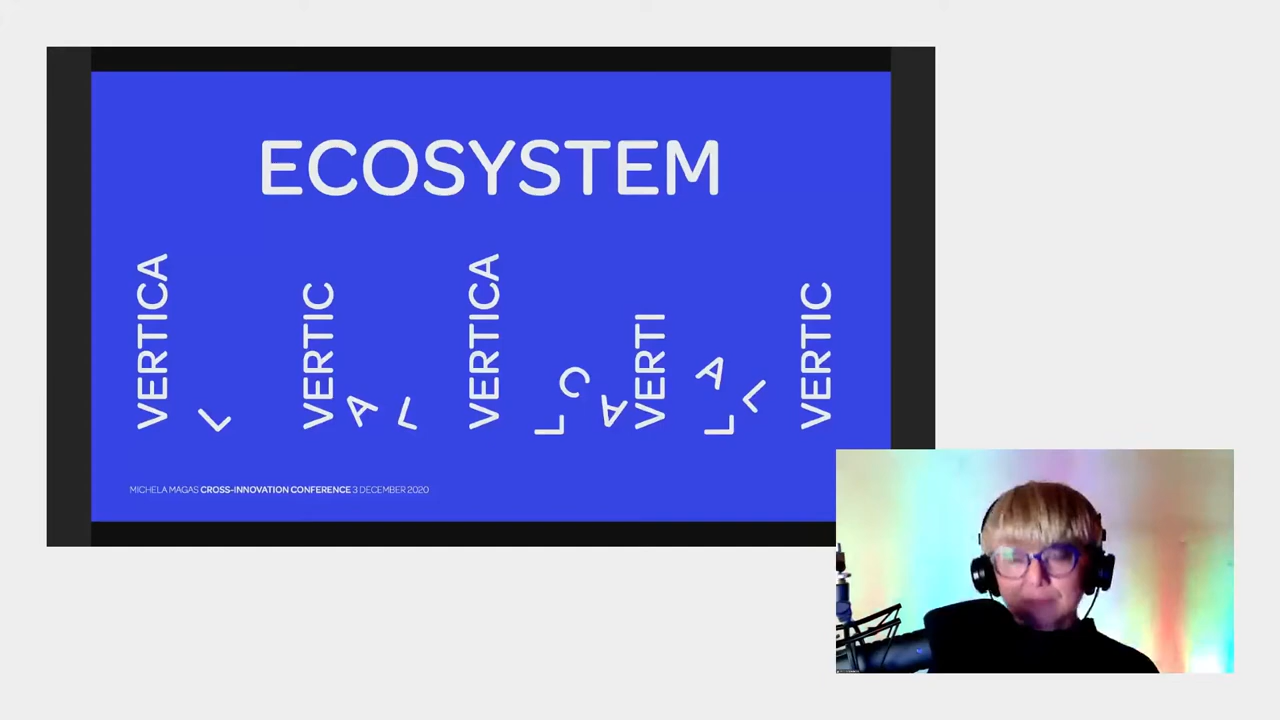 ECOSYSTEM
VERTICA
L
VERTIC
A L
VERTICA
L C A
VERTI
A L L
VERTIC
MICHELA MAGAS CROSS-INNOVATION CONFERENCE 3 DECEMBER 2020